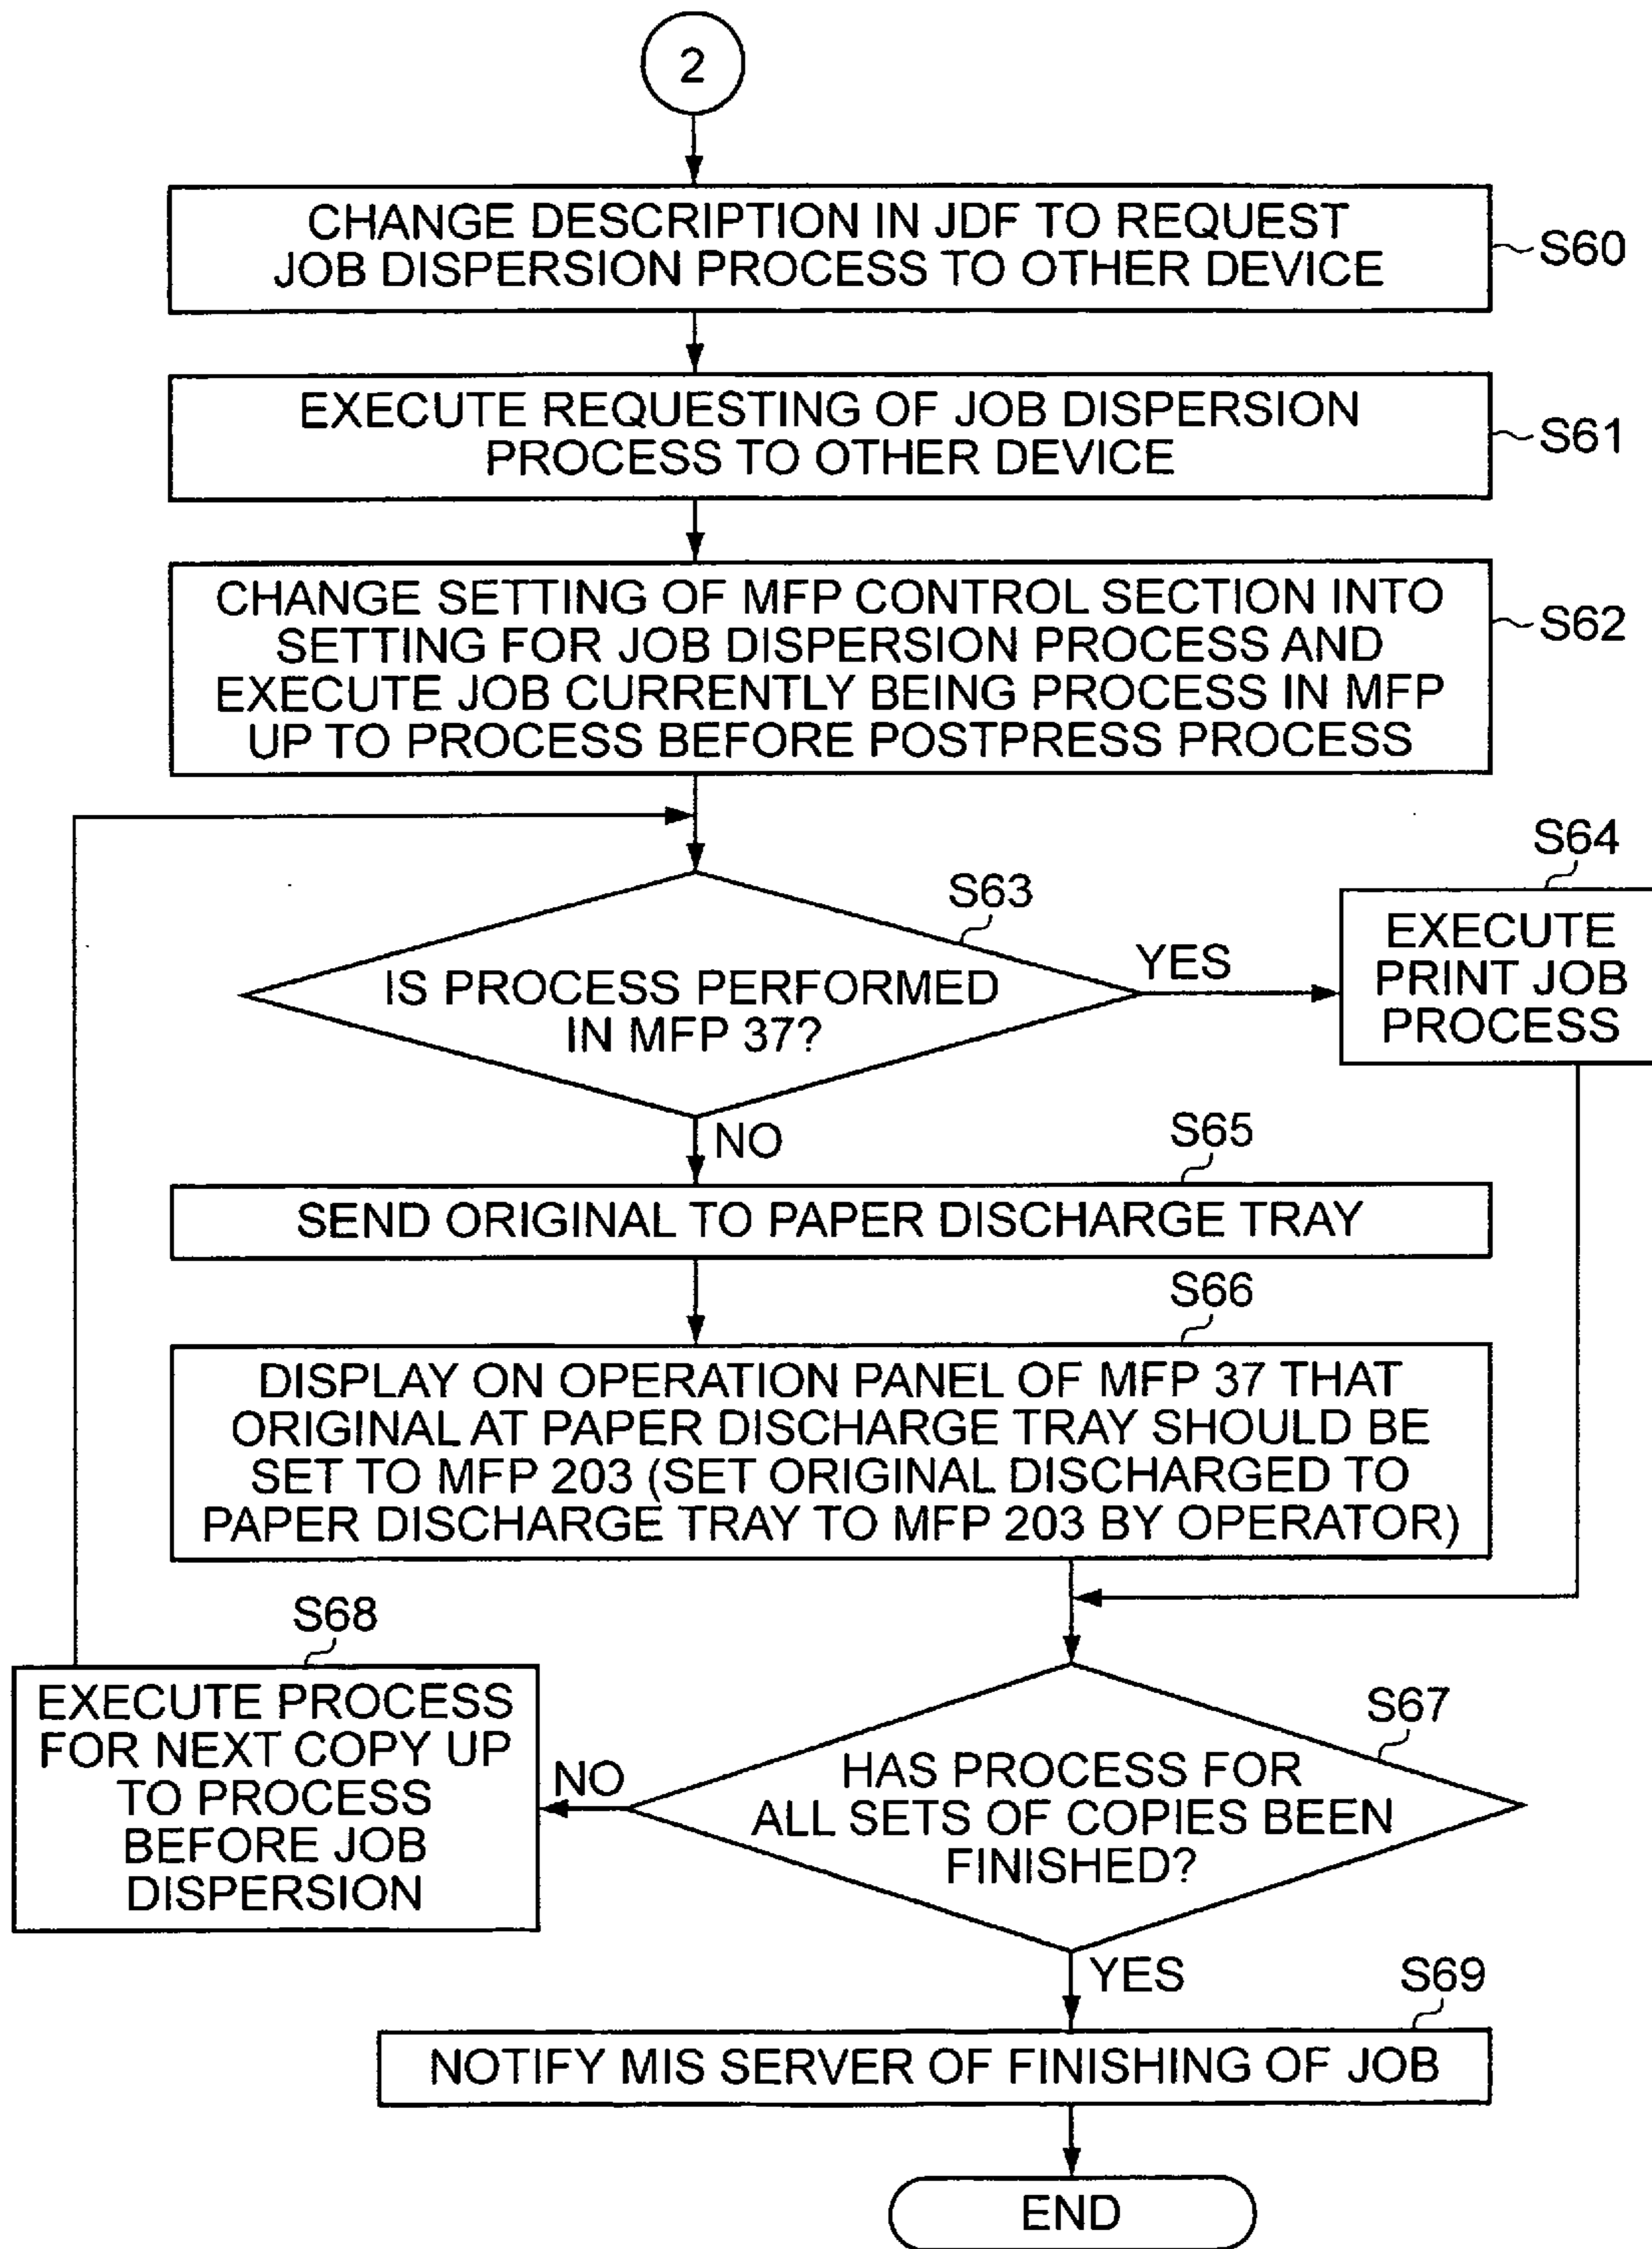 2
CHANGE DESCRIPTION IN JDF TO REQUEST
JOB DISPERSION PROCESS TO OTHER DEVICE
S60
EXECUTE REQUESTING OF JOB DISPERSION
PROCESS TO OTHER DEVICE
S61
CHANGE SETTING OF MFP CONTROL SECTION INTO
SETTING FOR JOB DISPERSION PROCESS AND
EXECUTE JOB CURRENTLY BEING PROCESS IN MFP
UP TO PROCESS BEFORE POSTPRESS PROCESS
S62
S63
IS PROCESS PERFORMED
IN MFP 37?
YES
S64
EXECUTE
PRINT JOB
PROCESS
NO
S65
SEND ORIGINAL TO PAPER DISCHARGE TRAY
S66
DISPLAY ON OPERATION PANEL OF MFP 37 THAT
ORIGINAL AT PAPER DISCHARGE TRAY SHOULD BE
SET TO MFP 203 (SET ORIGINAL DISCHARGED TO
PAPER DISCHARGE TRAY TO MFP 203 BY OPERATOR)
S67
HAS PROCESS FOR
ALL SETS OF COPIES BEEN
FINISHED?
NO
S68
EXECUTE PROCESS
FOR NEXT COPY UP
TO PROCESS
BEFORE JOB
DISPERSION
YES
S69
NOTIFY MIS SERVER OF FINISHING OF JOB
END